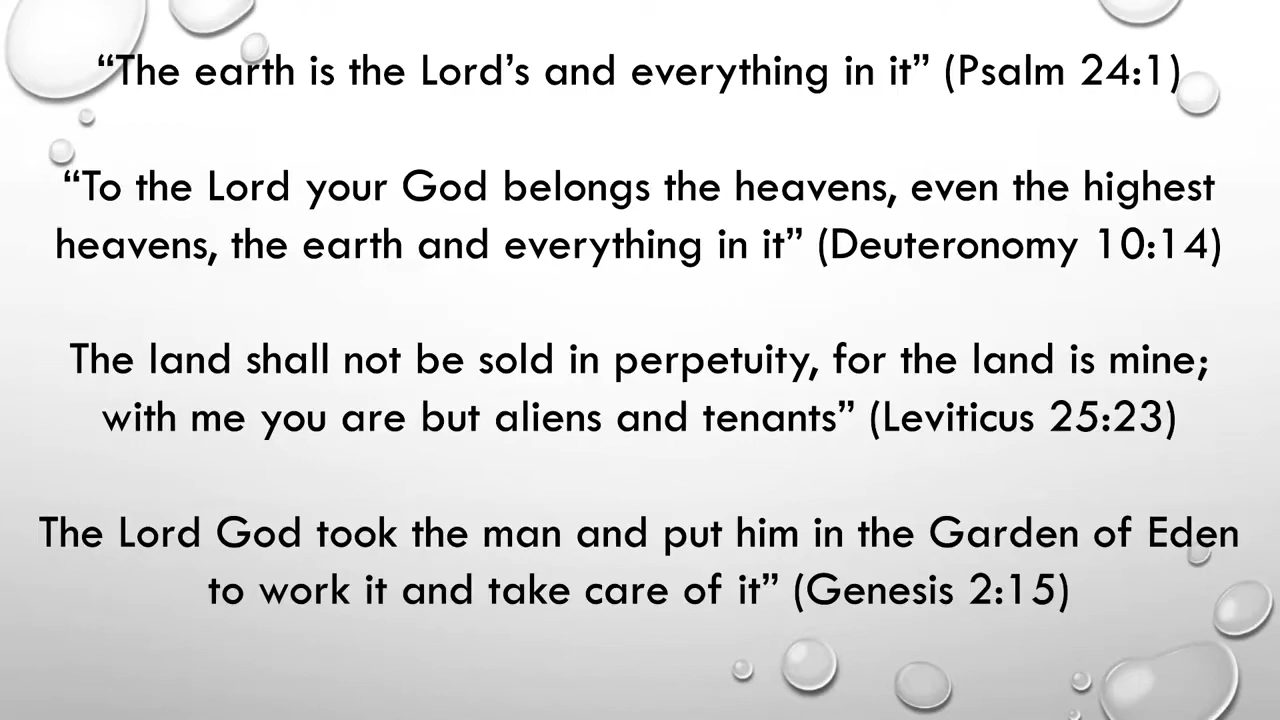 “The earth is the Lord’s and everything in it” (Psalm 24:1)
“To the Lord your God belongs the heavens, even the highest
heavens, the earth and everything in it” (Deuteronomy 10:14)
The land shall not be sold in perpetuity, for the land is mine;
with me you are but aliens and tenants” (Leviticus 25:23)
The Lord God took the man and put him in the Garden of Eden
to work it and take care of it” (Genesis 2:15)